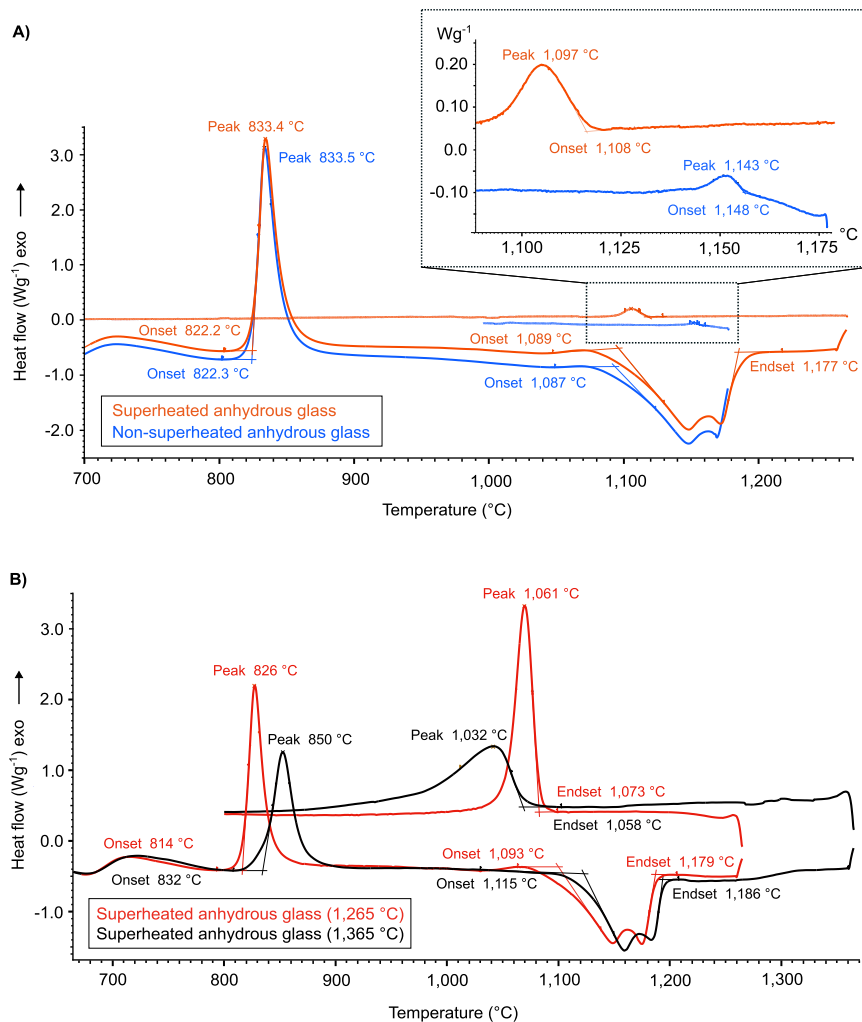 A)
Wg-1
Peak 1,097 °C
0.20
0.10
Onset 1,108 °C
0.0
Peak 1,143 °C
-0.10
Onset 1,148 °C
°C
1,100
1,125
1,150
1,175
Peak 833.4 °C
Peak 833.5 °C
3.0
2.0
1.0
0.0
-1.0
-2.0
Heat flow (Wg-1) exo
Onset 822.2 °C
Onset 822.3 °C
Onset 1,089 °C
Onset 1,087 °C
Endset 1,177 °C
Superheated anhydrous glass
Non-superheated anhydrous glass
700
800
900
1,000
1,100
1,200
Temperature (°C)
B)
Peak 1,061 °C
3.0
2.0
1.0
0.0
-1.0
Heat flow (Wg-1) exo
Peak 826 °C
Peak 850 °C
Peak 1,032 °C
Endset 1,073 °C
Endset 1,058 °C
Onset 814 °C
Onset 832 °C
Onset 1,093 °C
Onset 1,115 °C
Endset 1,179 °C
Endset 1,186 °C
Superheated anhydrous glass (1,265 °C)
Superheated anhydrous glass (1,365 °C)
700
800
900
1,000
1,100
1,200
1,300
Temperature (°C)